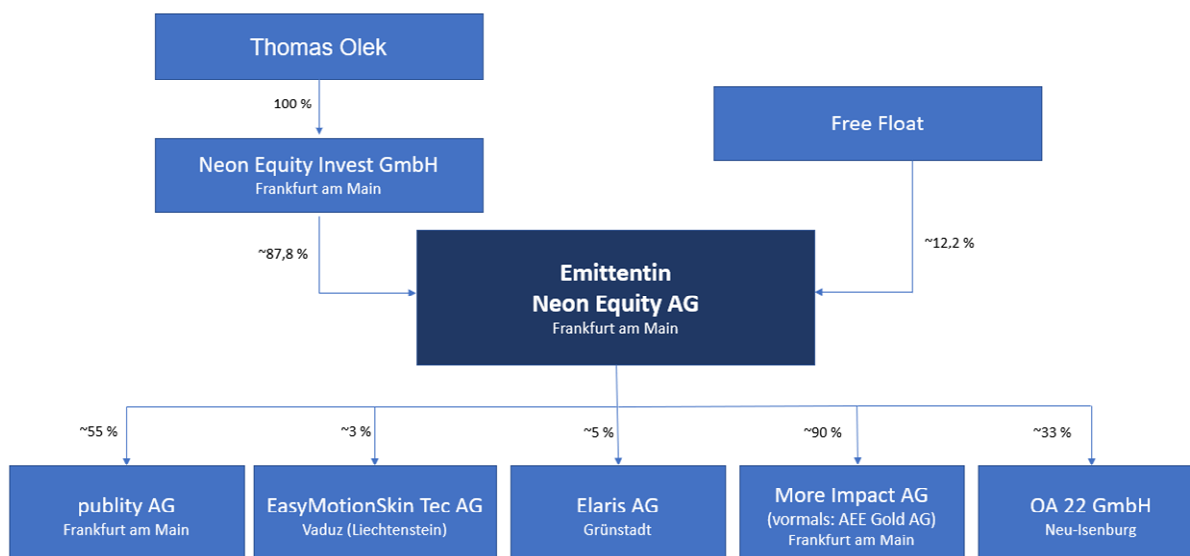 Thomas Olek
100 %
Free Float
Neon Equity Invest GmbH
Frankfurt am Main
~87,8 %
~12,2 %
Emittentin
Neon Equity AG
Frankfurt am Main
~55 %
~3 %
~5 %
~90 %
~33 %
publity AG
Frankfurt am Main
EasyMotionSkin Tec AG
Vaduz (Liechtenstein)
Elaris AG
Grünstadt
More Impact AG
(vormals: AEE Gold AG)
Frankfurt am Main
OA 22 GmbH
Neu-Isenburg